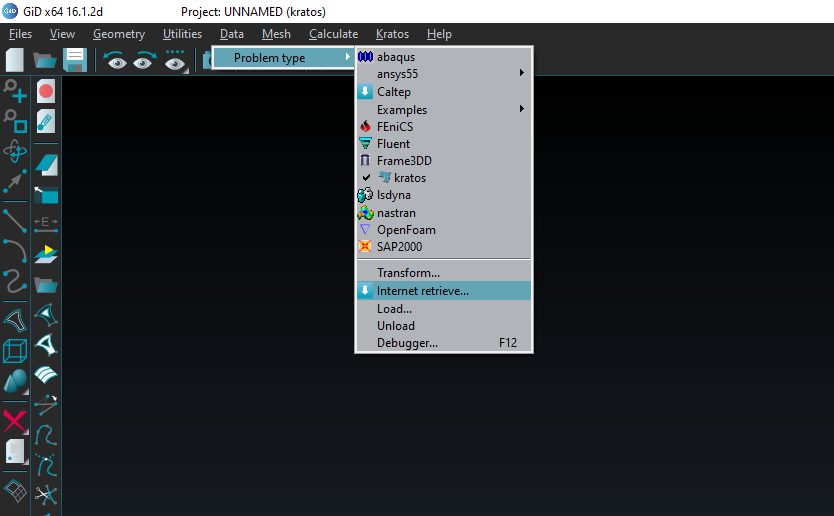 GiD x64 16.1.2d Project: UNNAMED (kratos)
Files View Geometry Utilities Data Mesh Calculate Kratos Help
Problem type
abaqus
ansys55
Caltep
Examples
FEniCS
Fluent
Frame3DD
kratos
lsdyna
nastran
OpenFoam
SAP2000
Transform...
Internet retrieve...
Load...
Unload
Debugger... F12
E